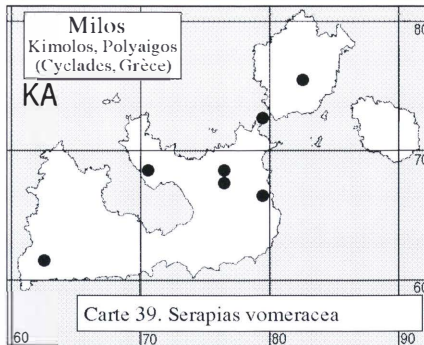 Milos
Kimolos, Polyaigos
(Cyclades, Grèce)
KA
80
70
60
Carte 39. Serapias vomeracea
60 70 80 90